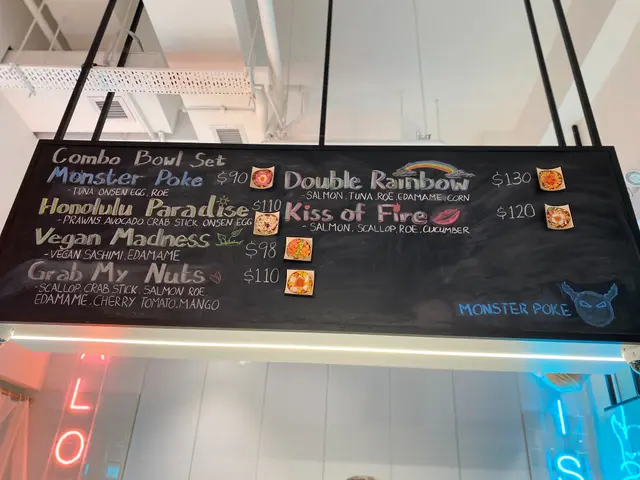 Combo Bowl Set
Monster Poke $90
- TUNA ONSEN EGG, ROE
Honolulu Paradise $110
- PRAWNS. AVOCADO. CRAB STICK. ONSEN EGG
Vegan Madness $98
- VEGAN SASHIMI, EDAMAME
Grab My Nuts $110
- SCALLOP. CRAB STICK. SALMON ROE.
EDAMAME. CHERRY TOMATO. MANGO
Double Rainbow $130
- SALMON. TUNA. ROE. EDAMAME. CORN
Kiss of Fire $120
- SALMON. SCALLOP. ROE. CUCUMBER
MONSTER POKE
LO
IS